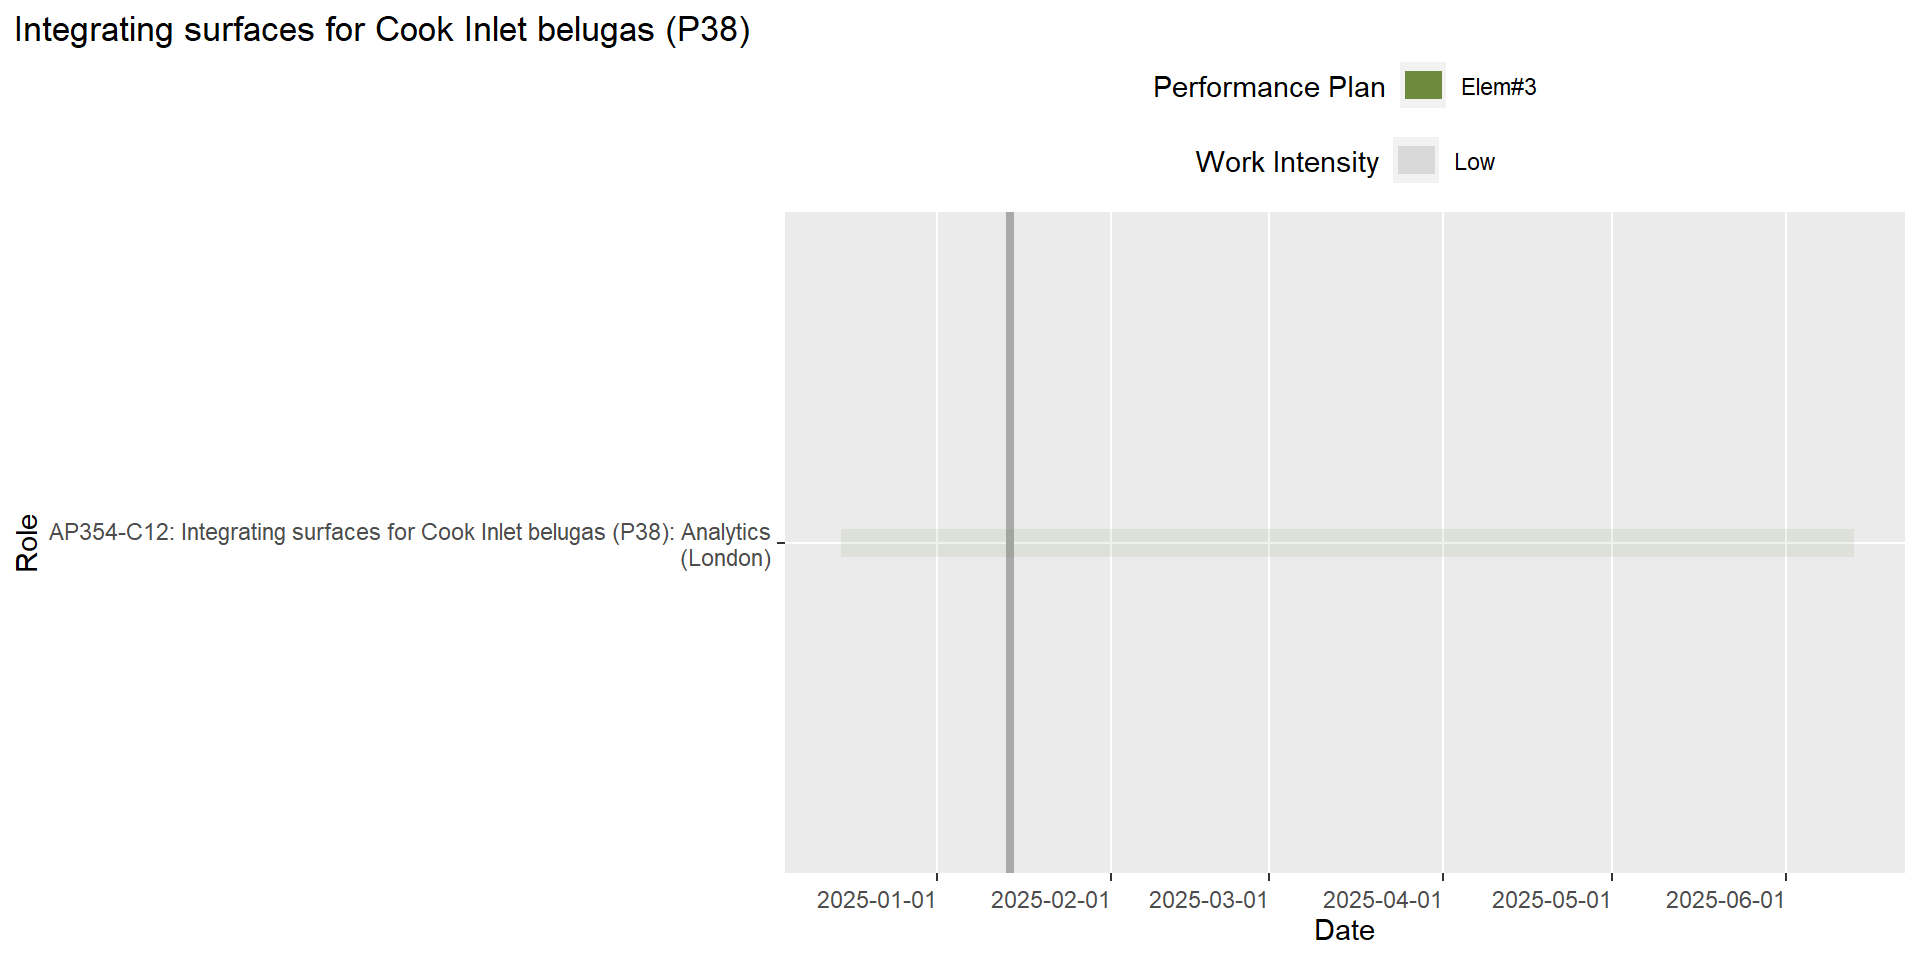 Integrating surfaces for Cook Inlet belugas (P38)
Performance Plan
Elem#3
Work Intensity
Low
Role
AP354-C12: Integrating surfaces for Cook Inlet belugas (P38): Analytics
(London)
2025-01-01
2025-02-01
2025-03-01
2025-04-01
2025-05-01
2025-06-01
Date